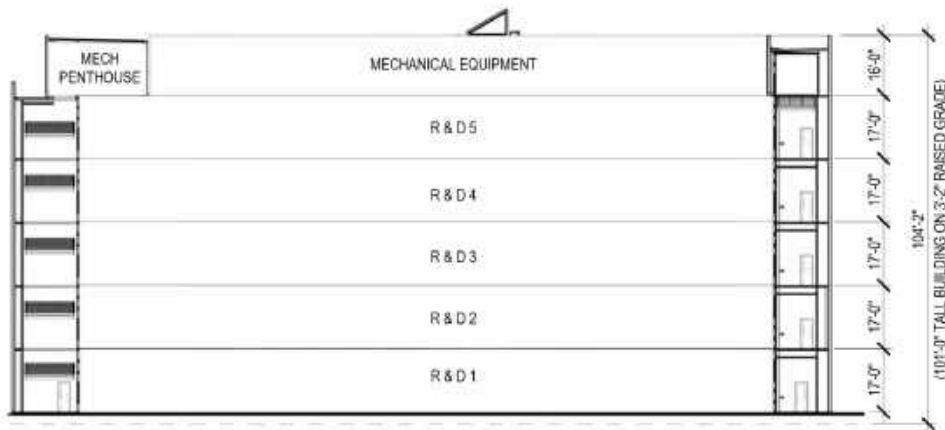 MECH
PENTHOUSE
MECHANICAL EQUIPMENT
16'-0"
R & D 5
17'-0"
R & D 4
17'-0"
R & D 3
17'-0"
R & D 2
17'-0"
R & D 1
17'-0"
104'-2"
(101'-0" TALL BUILDING ON 3'-2" RAISED GRADE)